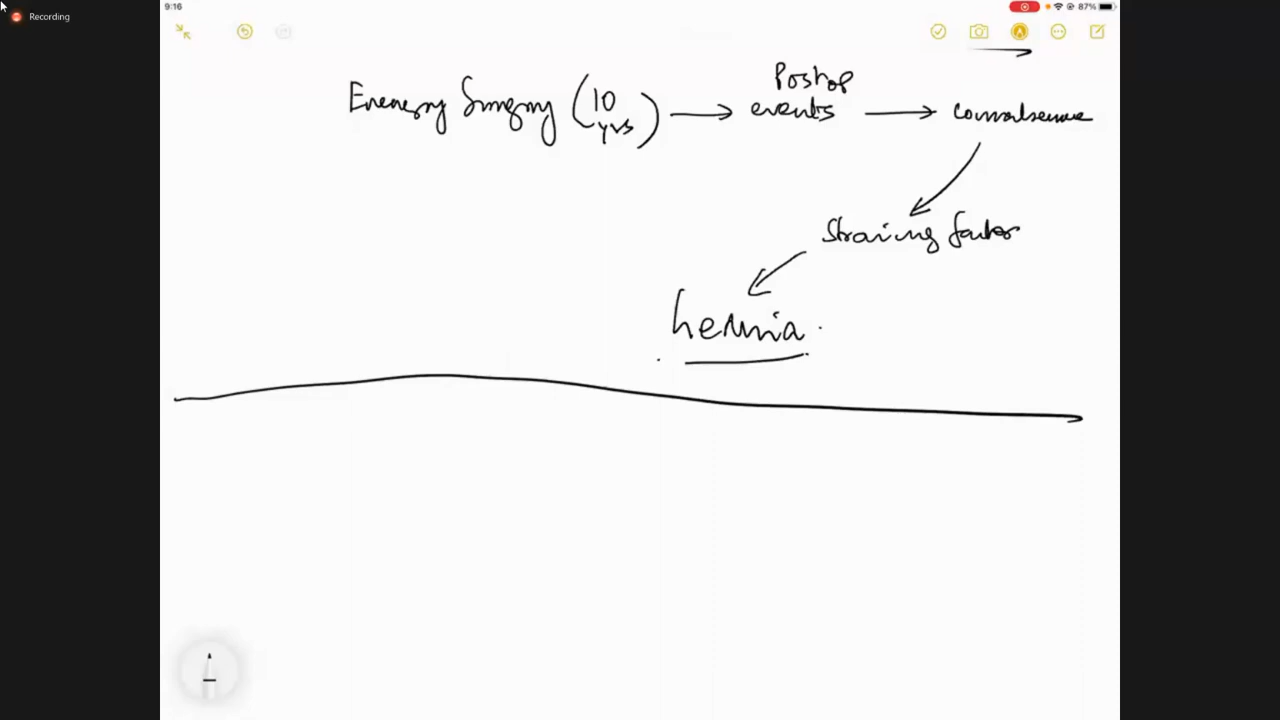 9:16
87%
Recording
Emergency Surgery (10 yrs) → Postop events → convalescence
Straining factor
hernia